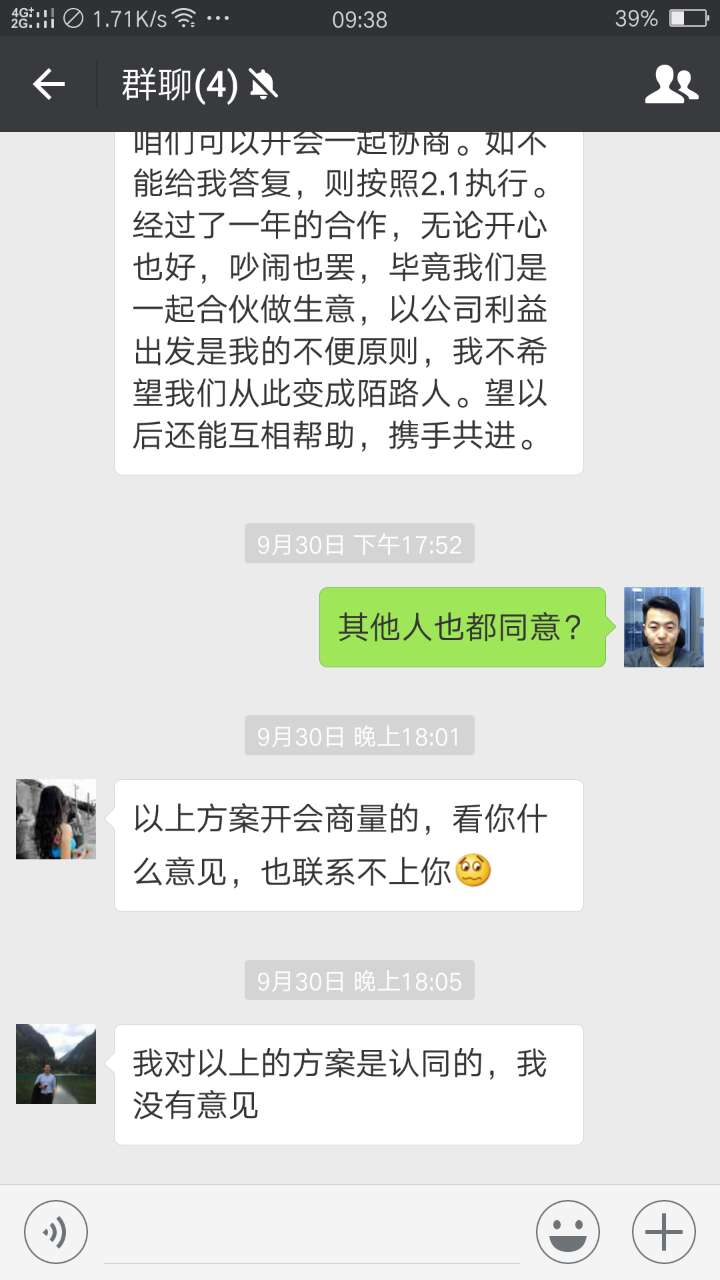 4G+
2G
1.71K/s
09:38
39%
群聊(4)
咱们可以开会一起协商。如不
能给我答复，则按照2.1执行。
经过了一年的合作，无论开心
也好，吵闹也罢，毕竟我们是
一起合伙做生意，以公司利益
出发是我的不便原则，我不希
望我们从此变成陌路人。望以
后还能互相帮助，携手共进。
9月30日 下午17:52
其他人也都同意？
9月30日 晚上18:01
以上方案开会商量的，看你什
么意见，也联系不上你
9月30日 晚上18:05
我对以上的方案是认同的，我
没有意见